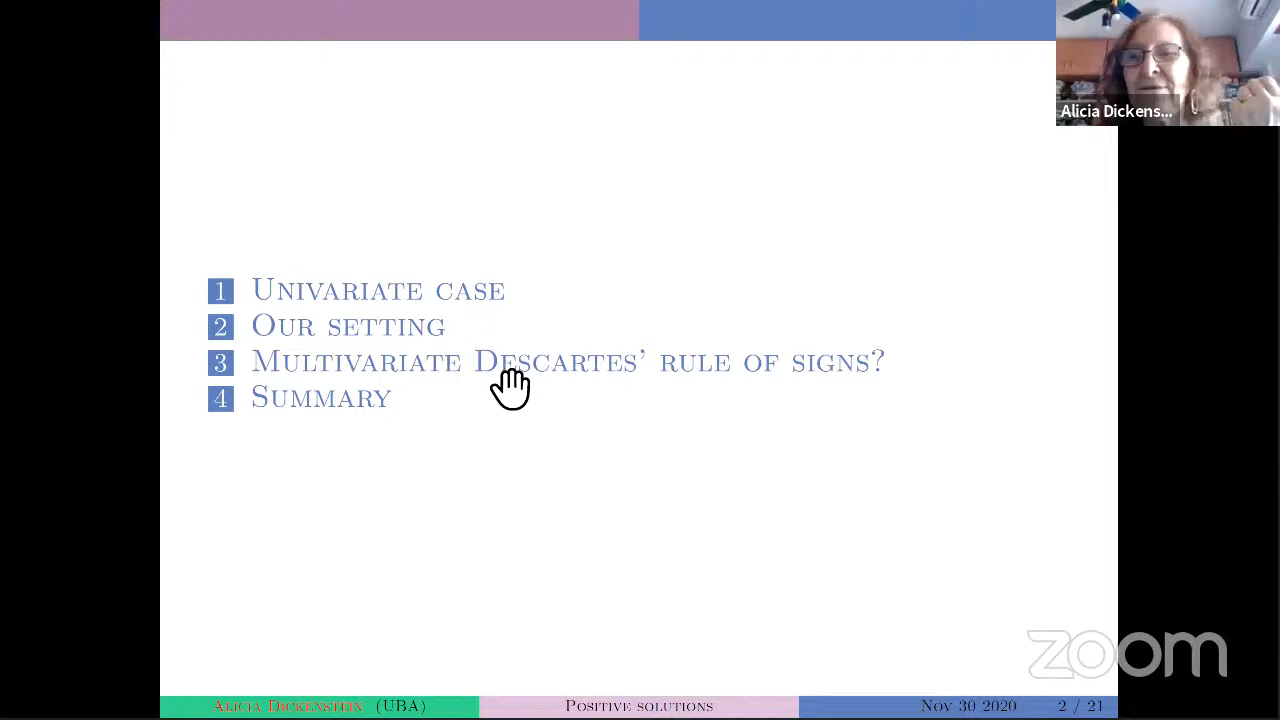 Alicia Dickens...
1 Univariate case
2 Our setting
3 Multivariate Descartes' rule of signs?
4 Summary
zoom
Alicia Dickenstein (UBA) Positive solutions Nov 30 2020 2 / 21